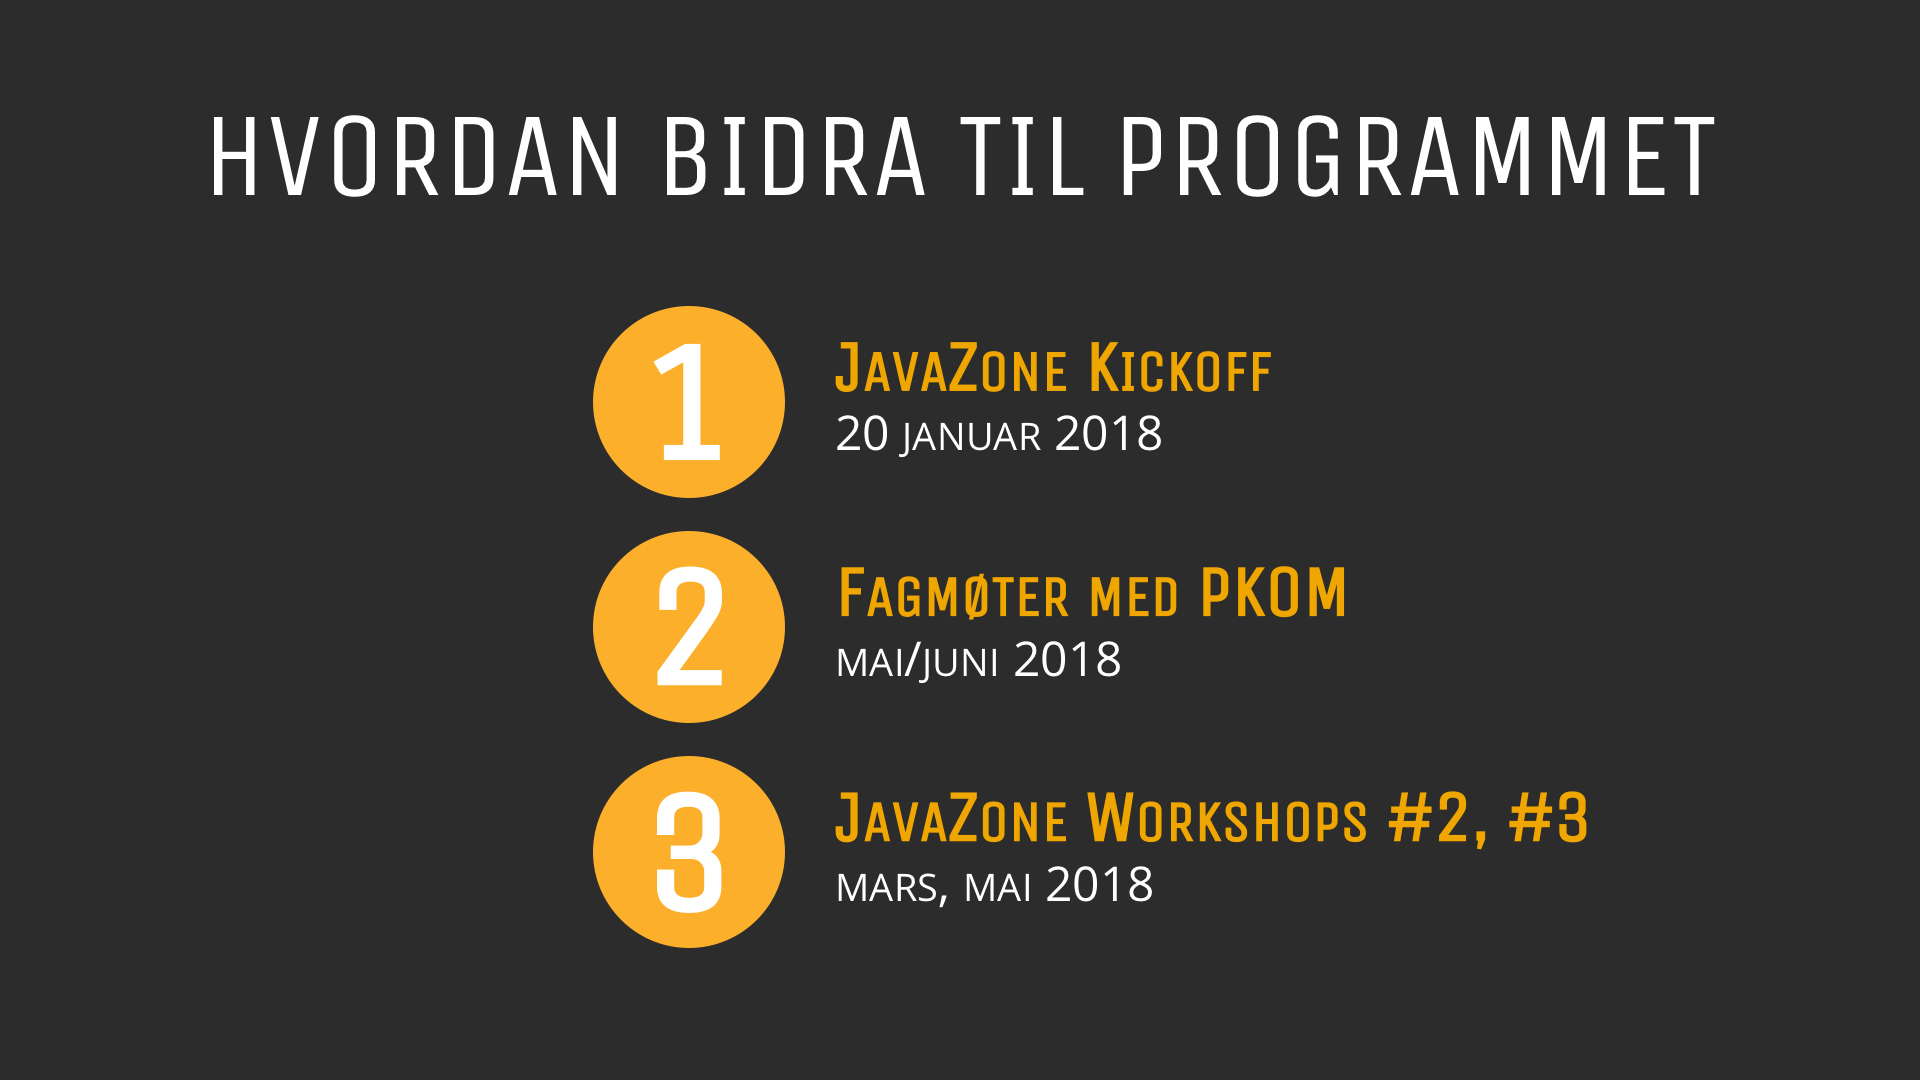 HVORDAN BIDRA TIL PROGRAMMET
1
JavaZone Kickoff
20 januar 2018
2
Fagmøter med PKOM
mai/juni 2018
3
JavaZone Workshops #2, #3
mars, mai 2018